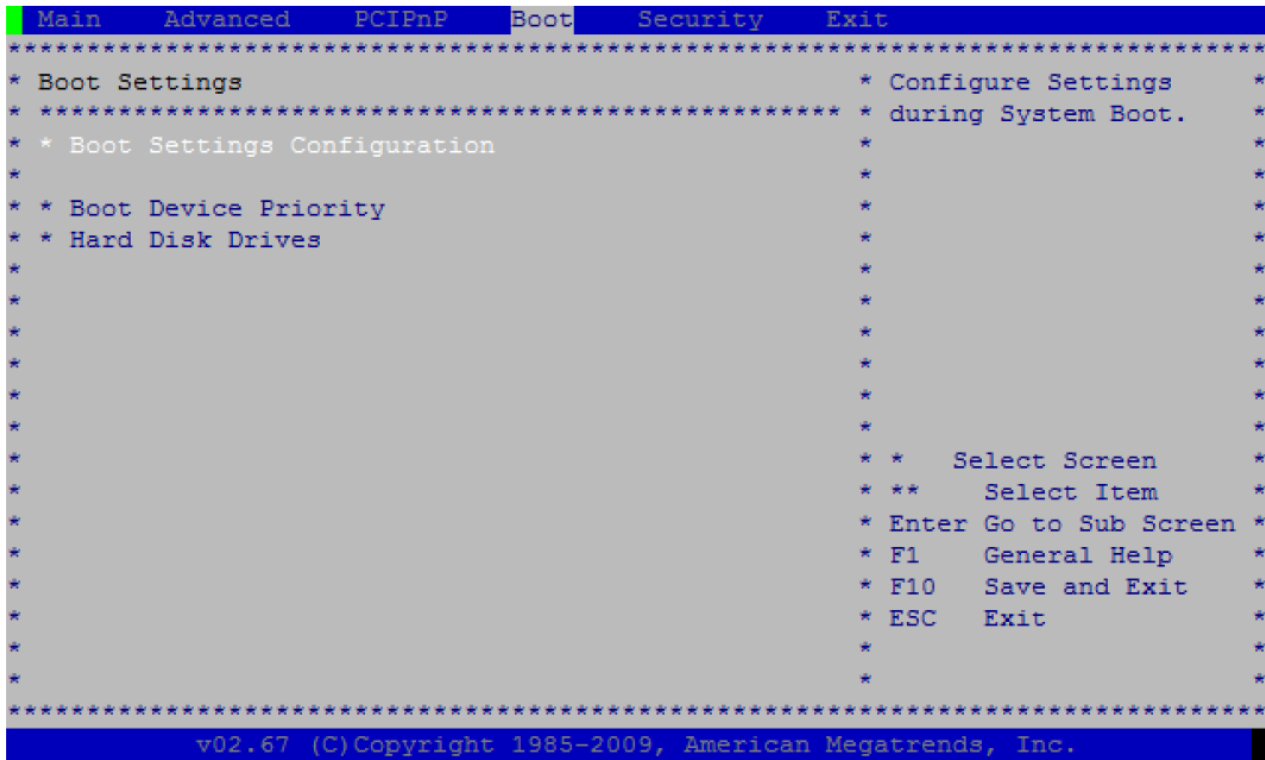 Main Advanced PCIPnP Boot Security Exit
********************************************************************************
* Boot Settings * Configure Settings *
* *************************************************** * during System Boot. *
* * Boot Settings Configuration * *
* * *
* * Boot Device Priority * *
* * Hard Disk Drives * *
* * *
* * *
* * *
* * *
* * *
* * *
* * * Select Screen *
* * ** Select Item *
* * Enter Go to Sub Screen *
* * F1 General Help *
* * F10 Save and Exit *
* * ESC Exit *
* * *
* * *
********************************************************************************
v02.67 (C)Copyright 1985-2009, American Megatrends, Inc.